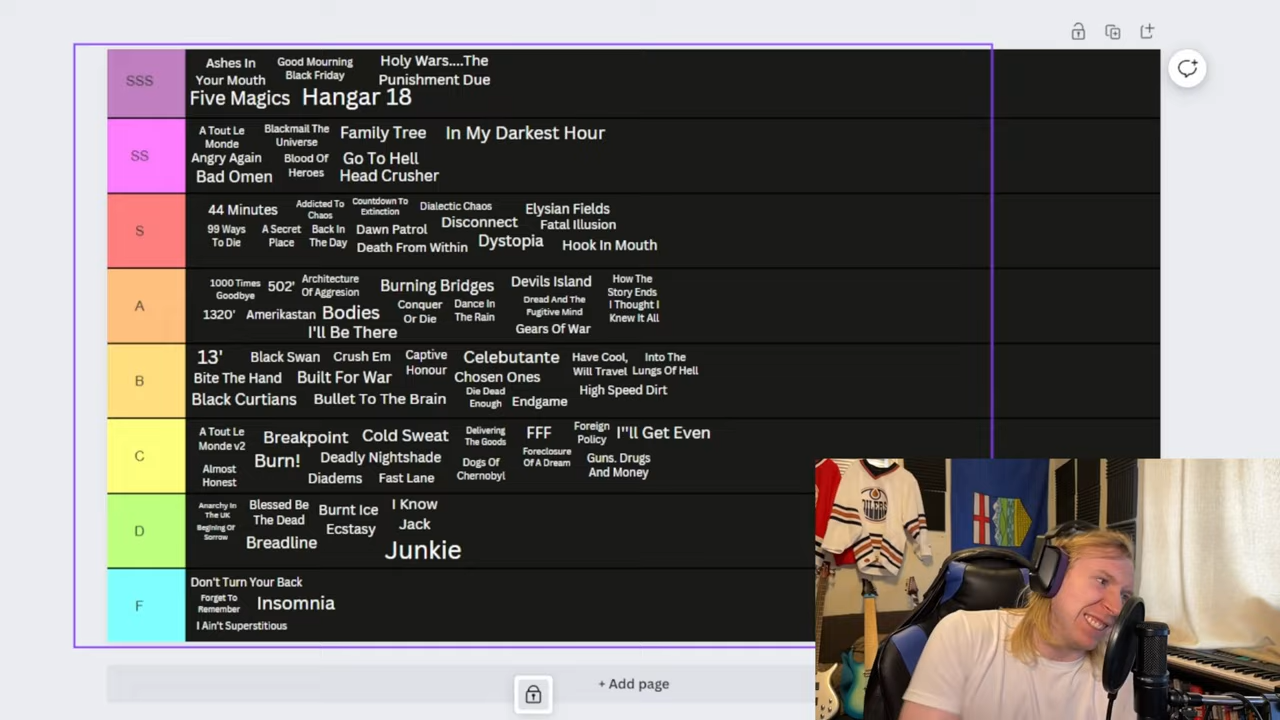 SSS
Ashes In
Your Mouth
Good Mourning
Black Friday
Holy Wars....The
Punishment Due
Five Magics
Hangar 18
SS
A Tout Le
Monde
Blackmail The
Universe
Family Tree
In My Darkest Hour
Angry Again
Blood Of
Heroes
Go To Hell
Bad Omen
Head Crusher
S
44 Minutes
Addicted To
Chaos
Countdown To
Extinction
Dialectic Chaos
Elysian Fields
99 Ways
To Die
A Secret
Place
Back In
The Day
Dawn Patrol
Disconnect
Fatal Illusion
Death From Within
Dystopia
Hook In Mouth
A
1000 Times
Goodbye
502'
Architecture
Of Aggresion
Burning Bridges
Devils Island
How The
Story Ends
1320'
Amerikastan
Bodies
Conquer
Or Die
Dance In
The Rain
Dread And The
Fugitive Mind
I Thought I
Knew It All
I'll Be There
Gears Of War
B
13'
Black Swan
Crush Em
Captive
Honour
Celebutante
Have Cool,
Will Travel
Into The
Lungs Of Hell
Bite The Hand
Built For War
Chosen Ones
High Speed Dirt
Black Curtians
Bullet To The Brain
Die Dead
Enough
Endgame
C
A Tout Le
Monde v2
Breakpoint
Cold Sweat
Delivering
The Goods
FFF
Foreign
Policy
I"ll Get Even
Almost
Honest
Burn!
Deadly Nightshade
Dogs Of
Chernobyl
Foreclosure
Of A Dream
Guns. Drugs
And Money
Diadems
Fast Lane
D
Anarchy In
The UK
Blessed Be
The Dead
Burnt Ice
I Know
Jack
Begining Of
Sorrow
Breadline
Ecstasy
Junkie
F
Don't Turn Your Back
Forget To
Remember
Insomnia
I Ain't Superstitious
+ Add page
OILERS